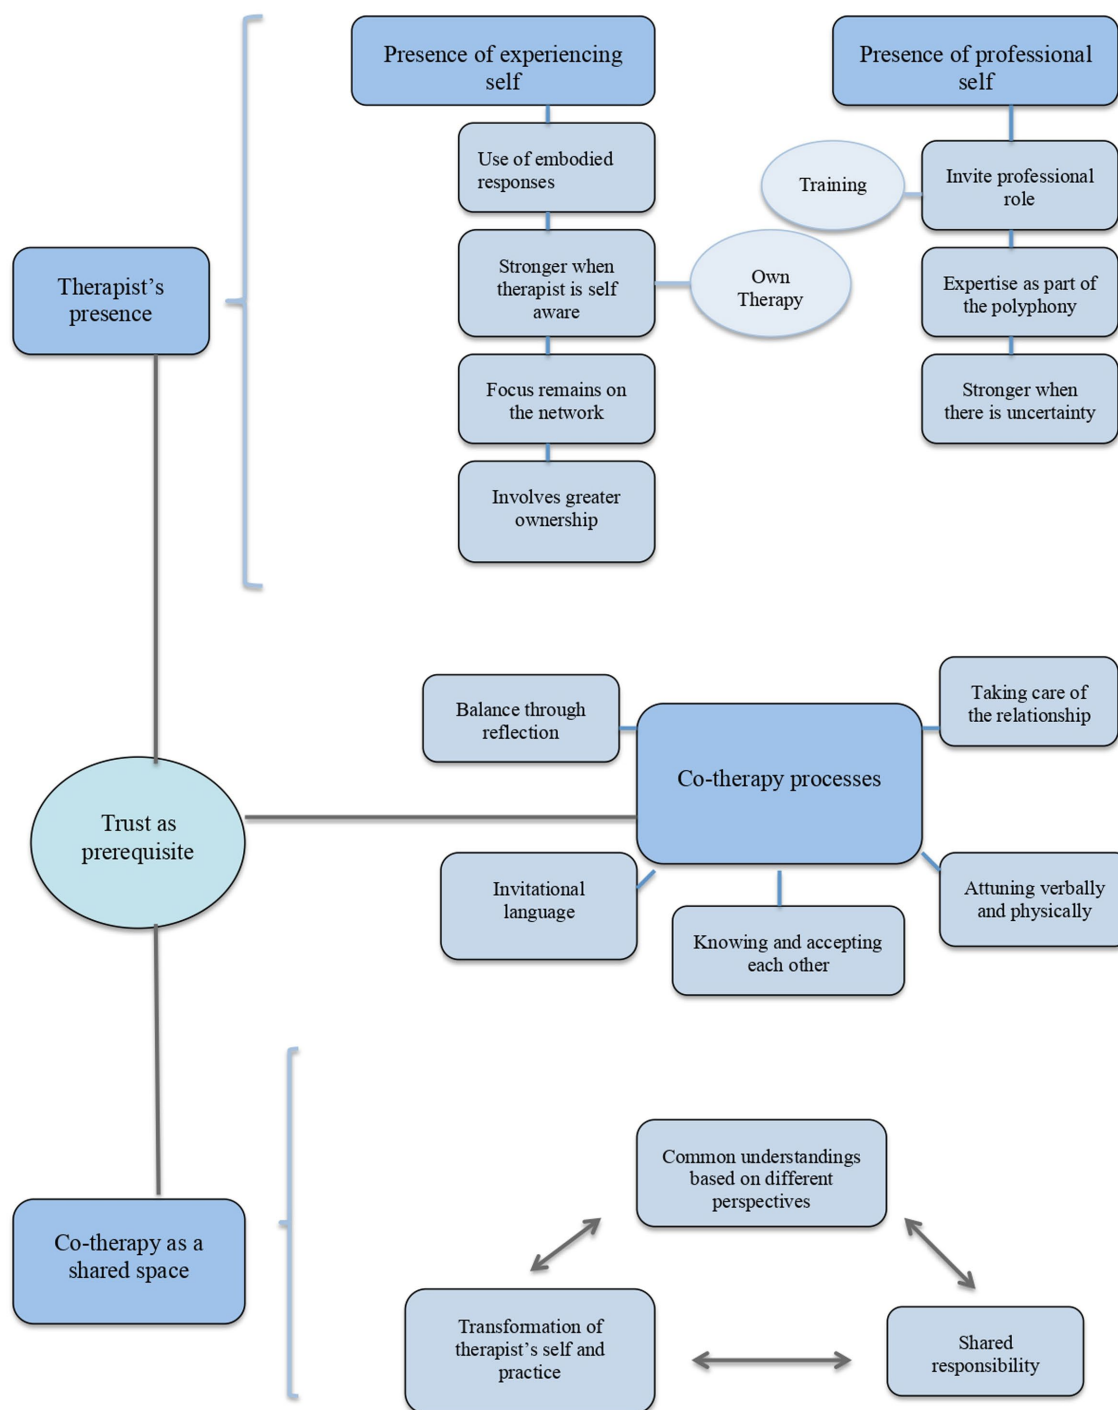 Presence of experiencing
self
Presence of professional
self
Use of embodied
responses
Training
Invite professional
role
Therapist’s
presence
Stronger when
therapist is self
aware
Own
Therapy
Expertise as part of
the polyphony
Focus remains on
the network
Stronger when
there is uncertainty
Involves greater
ownership
Balance through
reflection
Taking care of
the relationship
Co-therapy processes
Trust as
prerequisite
Invitational
language
Knowing and accepting
each other
Attuning verbally
and physically
Common understandings
based on different
perspectives
Co-therapy as a
shared space
Transformation of
therapist’s self and
practice
Shared
responsibility